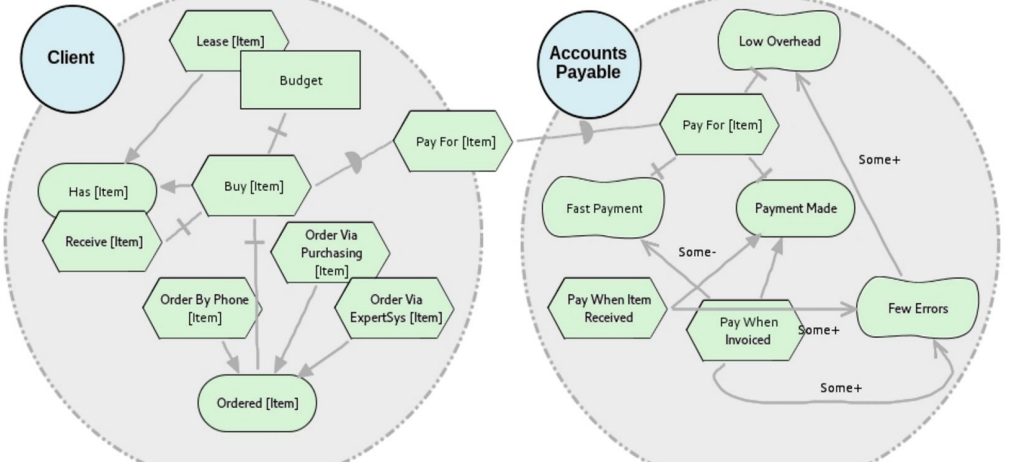 Client
Lease [Item]
Budget
Pay For [Item]
Has [Item]
Buy [Item]
Receive [Item]
Order Via
Purchasing
[Item]
Order By Phone
[Item]
Order Via
ExpertSys [Item]
Ordered [Item]
Accounts
Payable
Low Overhead
Pay For [Item]
Some+
Fast Payment
Payment Made
Some-
Pay When Item
Received
Pay When
Invoiced
Some+
Few Errors
Some+